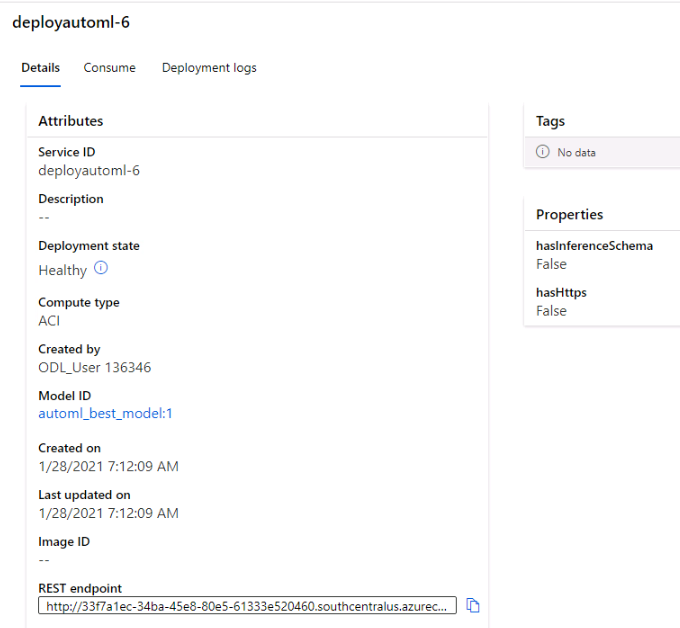 deployautoml-6
Details Consume Deployment logs
Attributes
Service ID
deployautoml-6
Description
--
Deployment state
Healthy
Compute type
ACI
Created by
ODL_User 136346
Model ID
automl_best_model:1
Created on
1/28/2021 7:12:09 AM
Last updated on
1/28/2021 7:12:09 AM
Image ID
--
REST endpoint
http://33f7a1ec-34ba-45e8-80e5-61333e520460.southcentralus.azurec...
Tags
No data
Properties
hasInferenceSchema
False
hasHttps
False